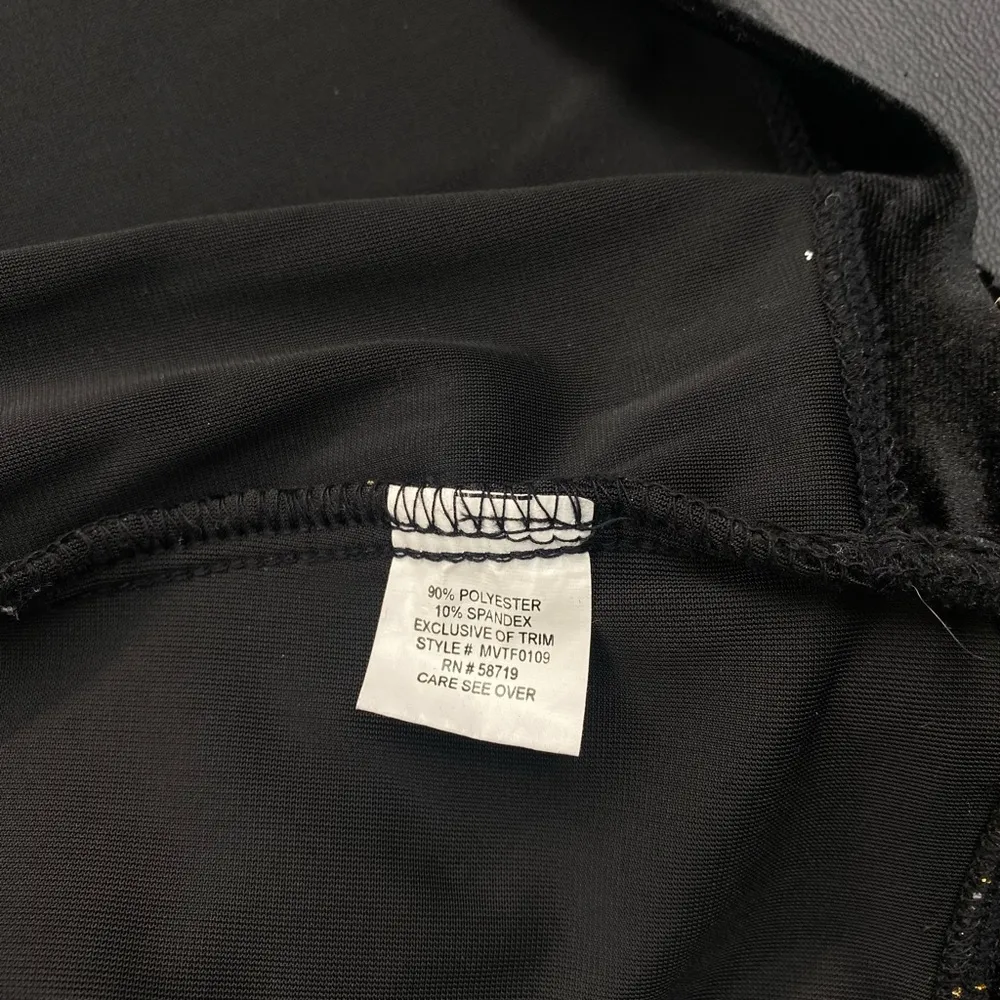 90% POLYESTER
10% SPANDEX
EXCLUSIVE OF TRIM
STYLE # MVTF0109
RN # 58719
CARE SEE OVER